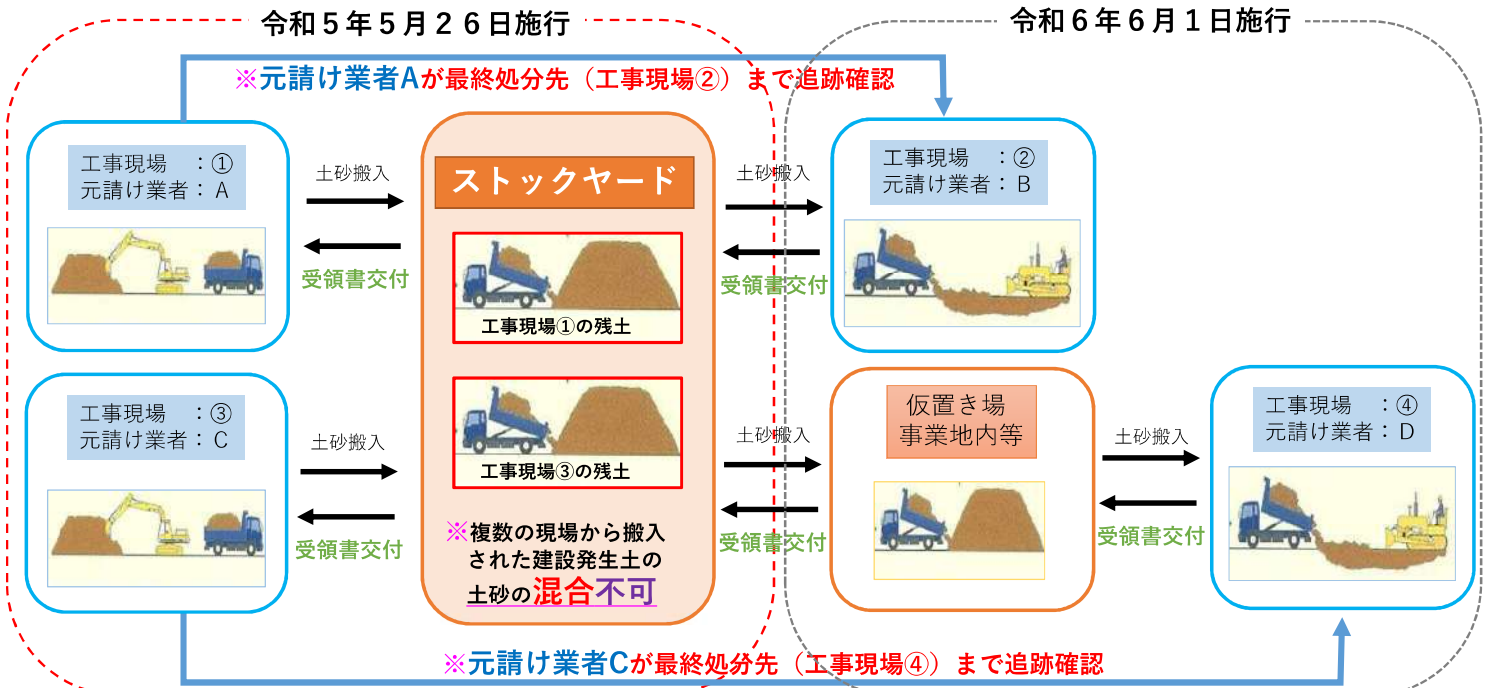 令和５年５月２６日施行
令和６年６月１日施行
※元請け業者Aが最終処分先（工事現場②）まで追跡確認
工事現場　：①
元請け業者：Ａ
土砂搬入
受領書交付
ストックヤード
工事現場①の残土
土砂搬入
受領書交付
工事現場　：②
元請け業者：Ｂ
工事現場　：③
元請け業者：Ｃ
土砂搬入
受領書交付
工事現場③の残土
※複数の現場から搬入
された建設発生土の
土砂の混合不可
土砂搬入
受領書交付
仮置き場
事業地内等
土砂搬入
受領書交付
工事現場　：④
元請け業者：Ｄ
※元請け業者Cが最終処分先（工事現場④）まで追跡確認